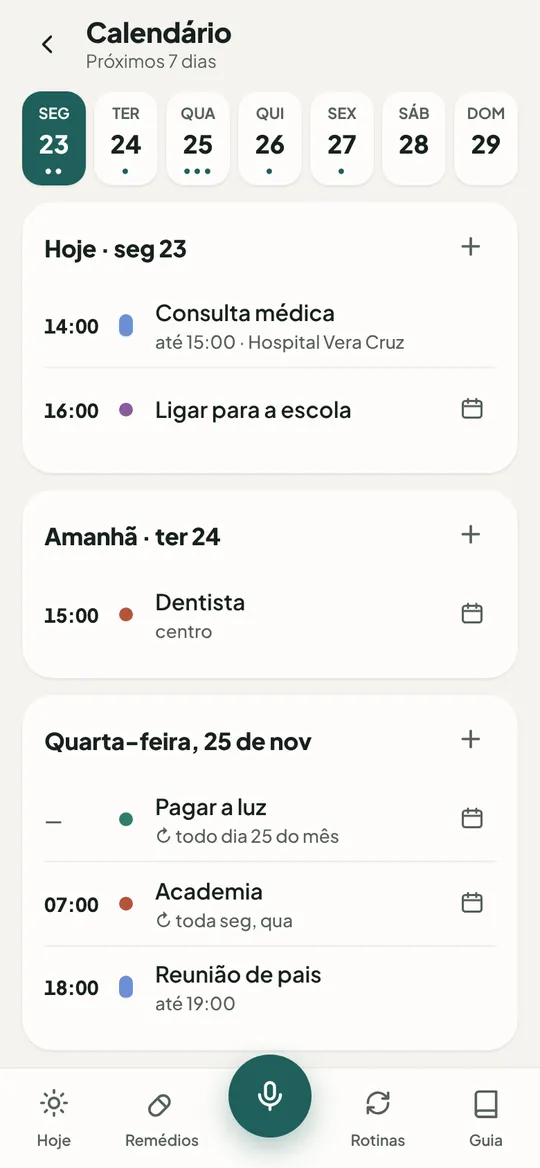 Calendário
Próximos 7 dias
SEG TER QUA QUI SEX SÁB DOM
23 24 25 26 27 28 29
Hoje · seg 23
14:00 Consulta médica
até 15:00 · Hospital Vera Cruz
16:00 Ligar para a escola
Amanhã · ter 24
15:00 Dentista
centro
Quarta-feira, 25 de nov
— Pagar a luz
↻ todo dia 25 do mês
07:00 Academia
↻ toda seg, qua
18:00 Reunião de pais
até 19:00
Hoje Remédios Rotinas Guia